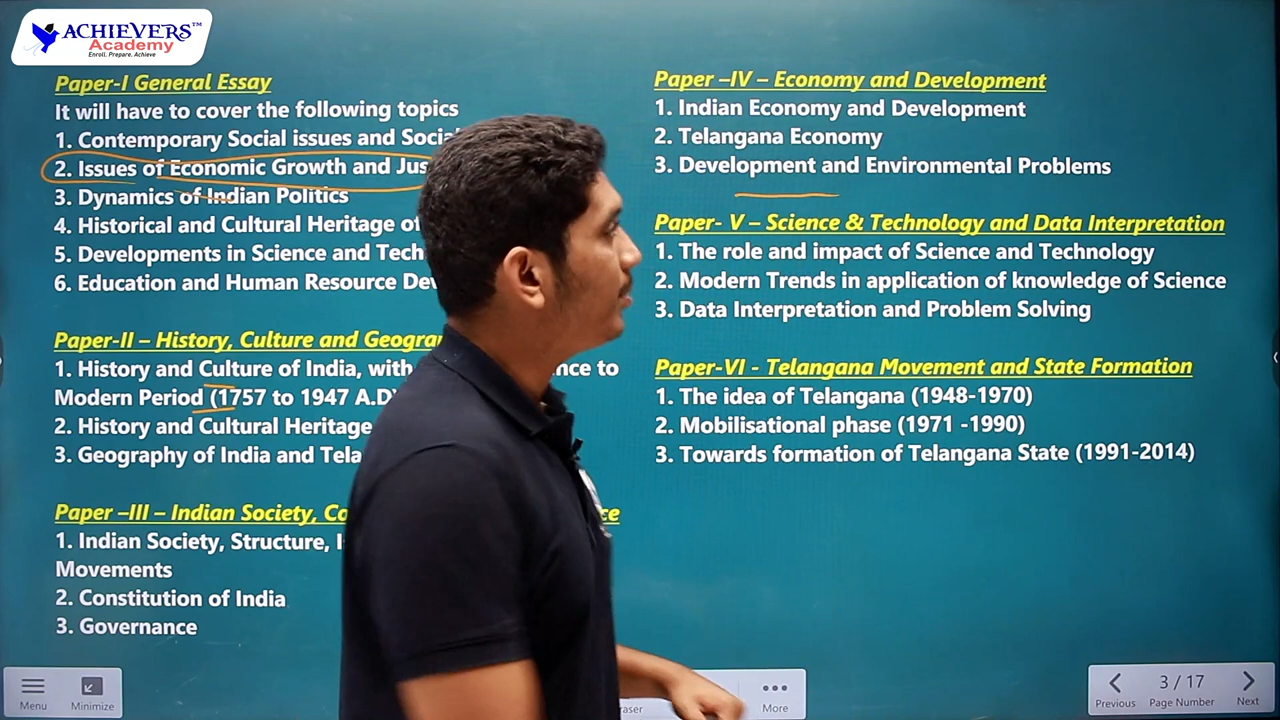 ACHIEVERS™
Academy
Enroll. Prepare. Achieve
Paper-I General Essay
It will have to cover the following topics
1. Contemporary Social issues and Social
2. Issues of Economic Growth and Jus
3. Dynamics of Indian Politics
4. Historical and Cultural Heritage of
5. Developments in Science and Tech
6. Education and Human Resource Dev
Paper-II – History, Culture and Geogra
1. History and Culture of India, with nce to
Modern Period (1757 to 1947 A.D)
2. History and Cultural Heritage
3. Geography of India and Tela
Paper –III – Indian Society, Co ce
1. Indian Society, Structure, I
Movements
2. Constitution of India
3. Governance
Paper –IV – Economy and Development
1. Indian Economy and Development
2. Telangana Economy
3. Development and Environmental Problems
Paper- V – Science & Technology and Data Interpretation
1. The role and impact of Science and Technology
2. Modern Trends in application of knowledge of Science
3. Data Interpretation and Problem Solving
Paper-VI - Telangana Movement and State Formation
1. The idea of Telangana (1948-1970)
2. Mobilisational phase (1971 -1990)
3. Towards formation of Telangana State (1991-2014)
Menu
Minimize
raser
More
Previous
3 / 17
Page Number
Next